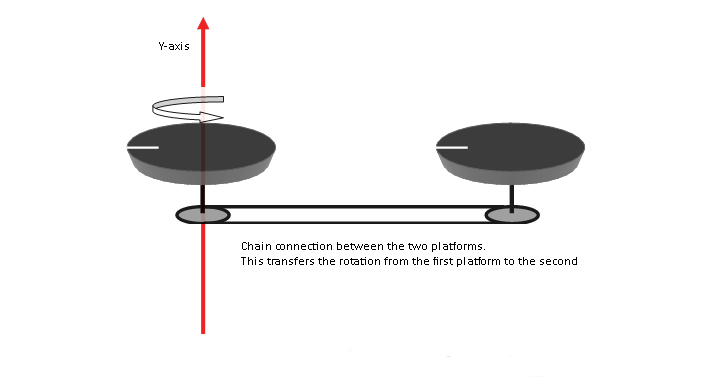 Y-axis
Chain connection between the two platforms.
This transfers the rotation from the first platform to the second